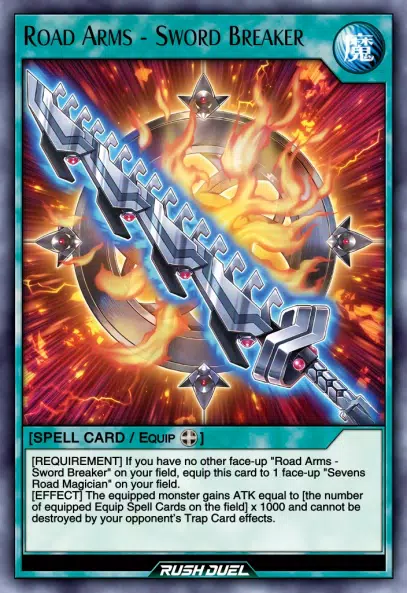 Road Arms - Sword Breaker
魔
[SPELL CARD / Equip ]
[REQUIREMENT] If you have no other face-up "Road Arms -
Sword Breaker" on your field, equip this card to 1 face-up "Sevens
Road Magician" on your field.
[EFFECT] The equipped monster gains ATK equal to [the number
of equipped Equip Spell Cards on the field] x 1000 and cannot be
destroyed by your opponent's Trap Card effects.
RUSH DUEL